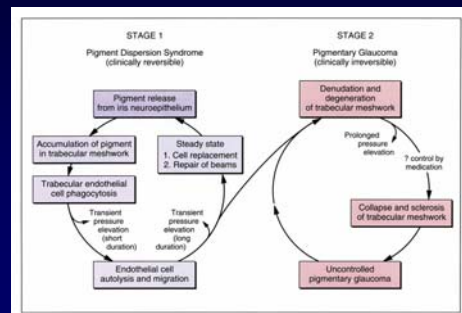 STAGE 1
Pigment Dispersion Syndrome
(clinically reversible)
Pigment release
from iris neuroepithelium
Accumulation of pigment
in trabecular meshwork
Trabecular endothelial
cell phagocytosis
Transient
pressure
elevation
(short
duration)
Endothelial cell
autolysis and migration
Transient
pressure
elevation
(long
duration)
Steady state
1. Cell replacement
2. Repair of beams
STAGE 2
Pigmentary Glaucoma
(clinically irreversible)
Denudation and
degeneration of
trabecular meshwork
Prolonged
pressure
elevation
? control by
medication
Collapse and sclerosis
of trabecular meshwork
Uncontrolled
pigmentary glaucoma